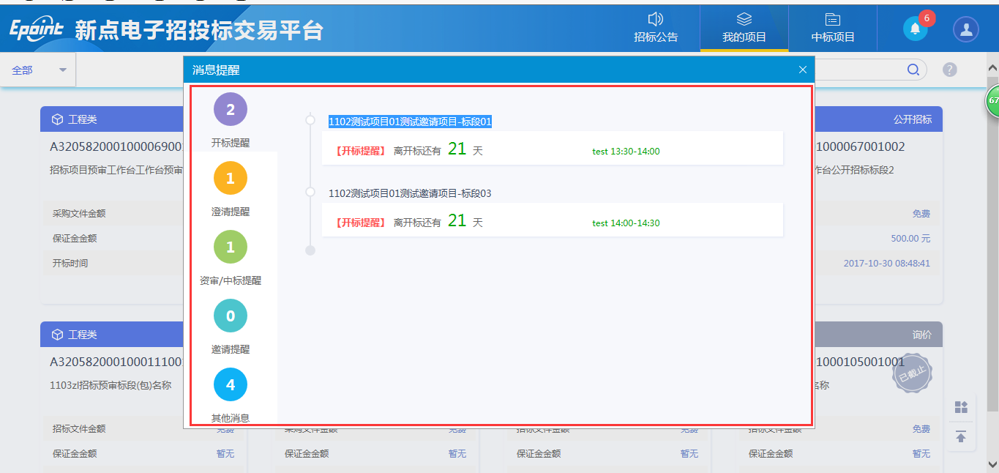 Epoint 新点电子招投标交易平台
招标公告
我的项目
中标项目
6
全部
?
消息提醒
67
2
开标提醒
1
澄清提醒
1
资审/中标提醒
0
邀请提醒
4
其他消息
1102测试项目01测试邀请项目-标段01
【开标提醒】 离开标还有 21 天 test 13:30-14:00
1102测试项目01测试邀请项目-标段03
【开标提醒】 离开标还有 21 天 test 14:00-14:30
工程类
A3205820001000069001
招标项目预审工作台工作台预审
采购文件金额
保证金金额
开标时间
公开招标
1000067001002
作台公开招标标段2
免费
500.00 元
2017-10-30 08:48:41
工程类
A3205820001000111001
1103zl招标预审标段(包)名称
招标文件金额 免费
保证金金额 暂无
采购文件金额 免费
保证金金额 暂无
招标文件金额 免费
保证金金额 暂无
询价
1000105001001
名称
已截止
招标文件金额 免费
保证金金额 暂无